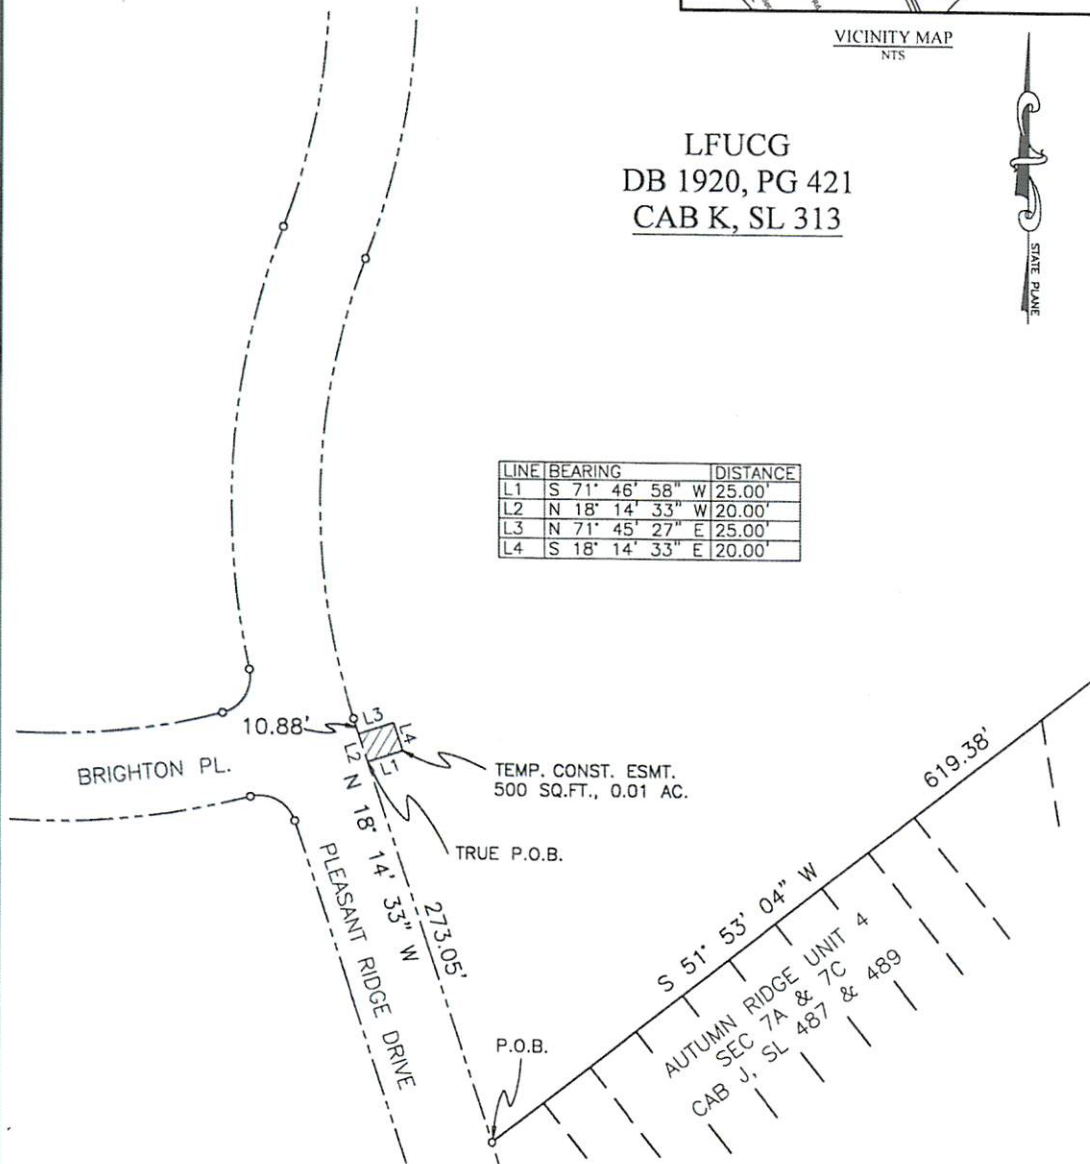 VICINITY MAP
NTS
LFUCG
DB 1920, PG 421
CAB K, SL 313
STATE PLANE
LINE BEARING DISTANCE
L1 S 71° 46' 58" W 25.00'
L2 N 18° 14' 33" W 20.00'
L3 N 71° 45' 27" E 25.00'
L4 S 18° 14' 33" E 20.00'
10.88'
L3
L4
L2
L1
BRIGHTON PL.
TEMP. CONST. ESMT.
500 SQ.FT., 0.01 AC.
TRUE P.O.B.
N 18° 14' 33" W
273.05'
PLEASANT RIDGE DRIVE
P.O.B.
619.38'
S 51° 53' 04" W
AUTUMN RIDGE UNIT 4
SEC 7A & 7C
CAB J, SL 487 & 489